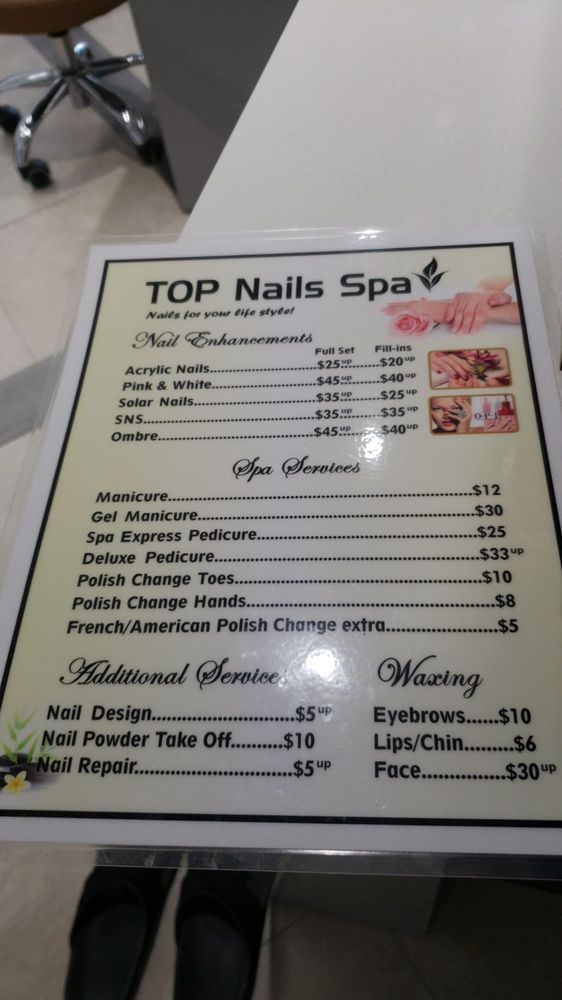 TOP Nails Spa
Nails for your life style!
Nail Enhancements
Full Set Fill-ins
Acrylic Nails..............................$25up..........$20up
Pink & White..............................$45up..........$40up
Solar Nails..............................$35up..........$25up
SNS..............................$35up..........$35up
Ombre..............................$45up..........$40up
O·P·I
Spa Services
Manicure..............................$12
Gel Manicure..............................$30
Spa Express Pedicure..............................$25
Deluxe Pedicure..............................$33up
Polish Change Toes..............................$10
Polish Change Hands..............................$8
French/American Polish Change extra....................$5
Additional Service
Nail Design....................$5up
Nail Powder Take Off..........$10
Nail Repair....................$5up
Waxing
Eyebrows......$10
Lips/Chin.........$6
Face...............$30up